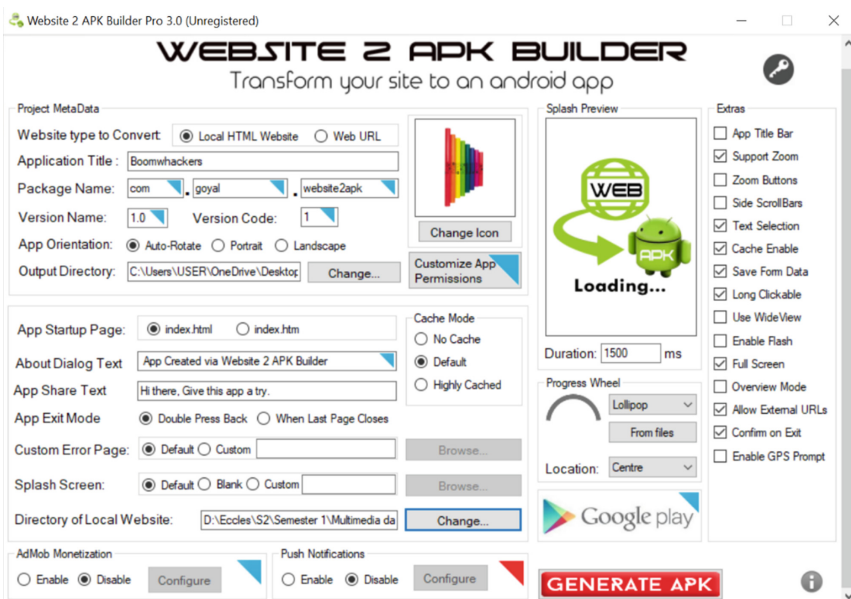 Website 2 APK Builder Pro 3.0 (Unregistered)
WEBSITE 2 APK BUILDER
Transform your site to an android app
Project MetaData
Website type to Convert: Local HTML Website Web URL
Application Title : Boomwhackers
Package Name: com . goyal . website2apk
Version Name: 1.0 Version Code: 1
App Orientation: Auto-Rotate Portrait Landscape
Output Directory: C:\Users\USER\OneDrive\Desktop Change...
Change Icon
Customize App
Permissions
App Startup Page: index.html index.htm
About Dialog Text App Created via Website 2 APK Builder
App Share Text Hi there, Give this app a try.
App Exit Mode Double Press Back When Last Page Closes
Custom Error Page: Default Custom Browse...
Splash Screen: Default Blank Custom Browse...
Directory of Local Website: D:\Eccles\S2\Semester 1\Multimedia da Change...
Cache Mode
No Cache
Default
Highly Cached
AdMob Monetization
Enable Disable Configure
Push Notifications
Enable Disable Configure
Splash Preview
WEB
APK
Loading...
Duration: 1500 ms
Progress Wheel
Lollipop
From files
Location: Centre
Google play
GENERATE APK
Extras
App Title Bar
Support Zoom
Zoom Buttons
Side ScrollBars
Text Selection
Cache Enable
Save Form Data
Long Clickable
Use WideView
Enable Flash
Full Screen
Overview Mode
Allow External URLs
Confirm on Exit
Enable GPS Prompt